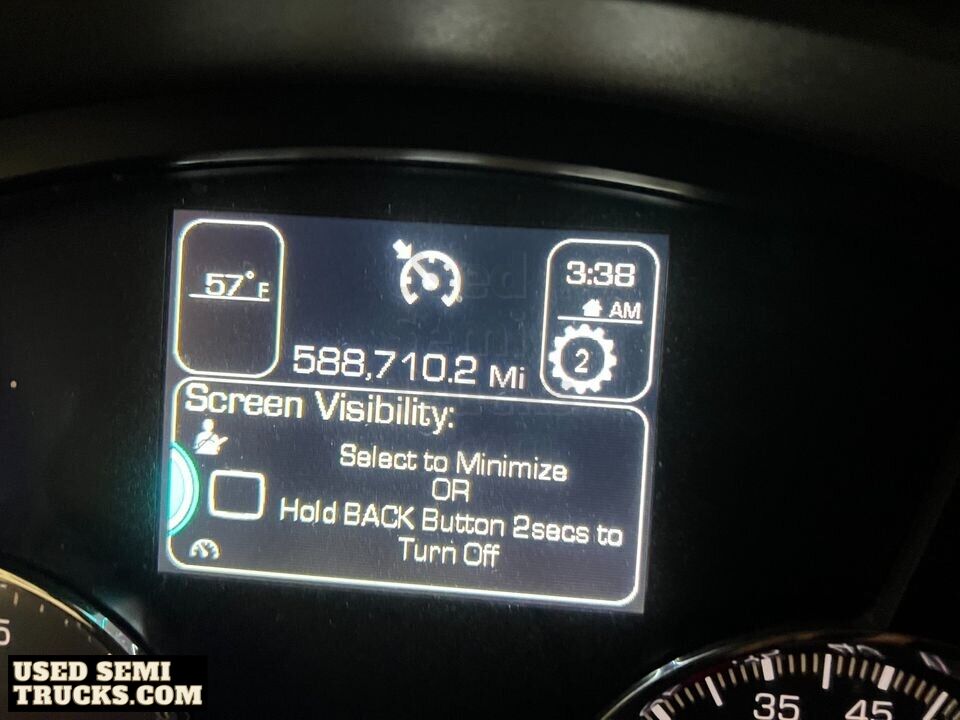 57°F
3:38
AM
2
588,710.2 Mi
Screen Visibility:
Select to Minimize
OR
Hold BACK Button 2secs to
Turn Off
5
35 45
USED SEMI
TRUCKS.COM